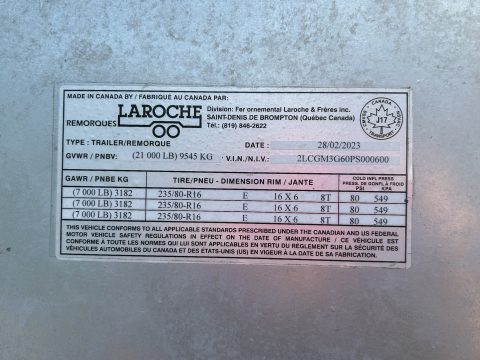 MADE IN CANADA BY / FABRIQUÉ AU CANADA PAR:
REMORQUES LAROCHE
Division: Fer ornemental Laroche & Frères inc.
SAINT-DENIS DE BROMPTON (Québec Canada)
Tél.: (819) 846-2622
CANADA
J17
TRANSPORT
TYPE : TRAILER/REMORQUE DATE : 28/02/2023
GVWR / PNBV: (21 000 LB) 9545 KG V.I.N./N.I.V.: 2LCGM3G60PS000600
GAWR / PNBE KG TIRE/PNEU - DIMENSION RIM / JANTE COLD INFL PRESS
PRESS. DE GONFL À FROID
PSI KPA
(7 000 LB) 3182 235/80-R16 E 16 X 6 8T 80 549
(7 000 LB) 3182 235/80-R16 E 16 X 6 8T 80 549
(7 000 LB) 3182 235/80-R16 E 16 X 6 8T 80 549
THIS VEHICLE CONFORMS TO ALL APPLICABLE STANDARDS PRESCRIBED UNDER THE CANADIAN AND US FEDERAL
MOTOR VEHICLE SAFETY REGULATIONS IN EFFECT ON THE DATE OF MANUFACTURE / CE VÉHICULE EST
CONFORME À TOUTES LES NORMES QUI LUI SONT APPLICABLES EN VERTU DU RÈGLEMENT SUR LA SÉCURITÉ DES
VÉHICULES AUTOMOBILES DU CANADA ET DES ÉTATS-UNIS (US) EN VIGEUR À LA DATE DE SA FABRICATION.